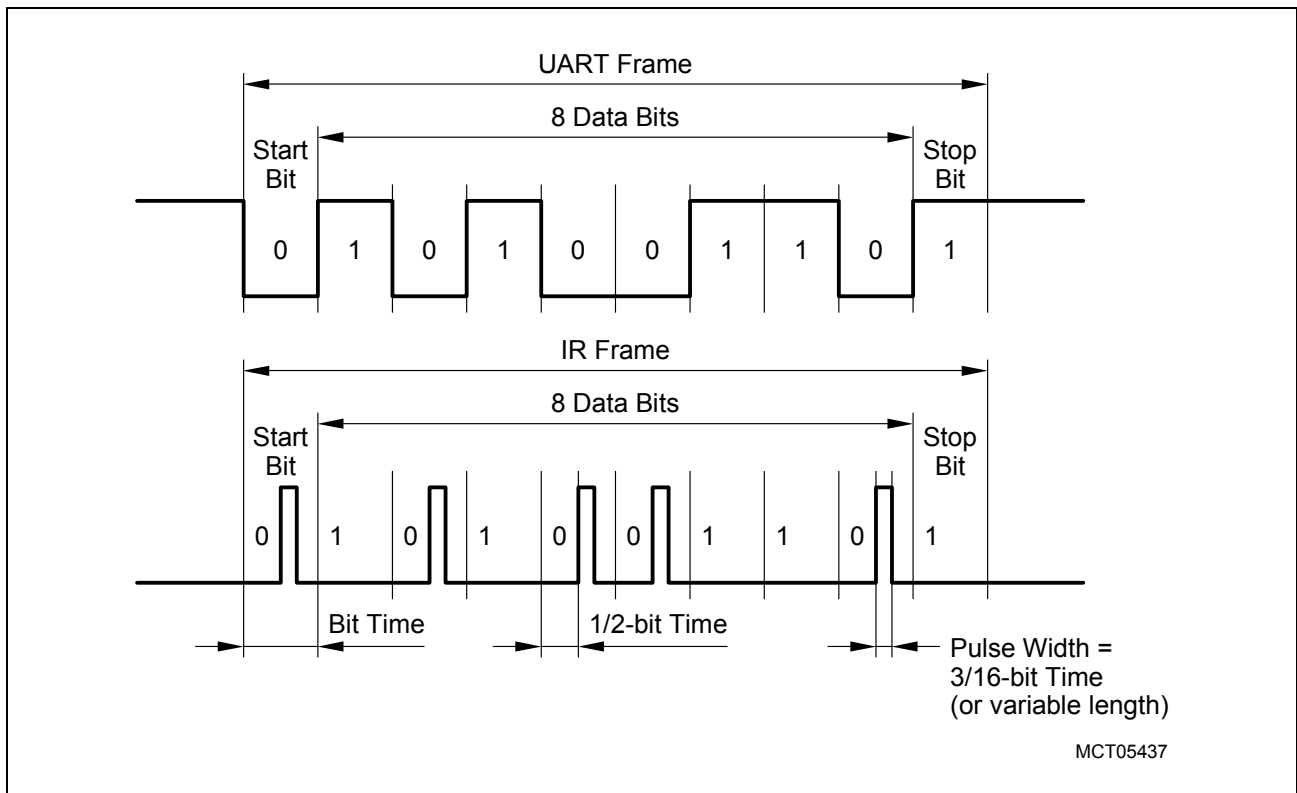 UART Frame
8 Data Bits
Start
Bit
Stop
Bit
0 1 0 1 0 0 1 1 0 1
IR Frame
8 Data Bits
Start
Bit
Stop
Bit
0 1 0 1 0 0 1 1 0 1
Bit Time
1/2-bit Time
Pulse Width =
3/16-bit Time
(or variable length)
MCT05437